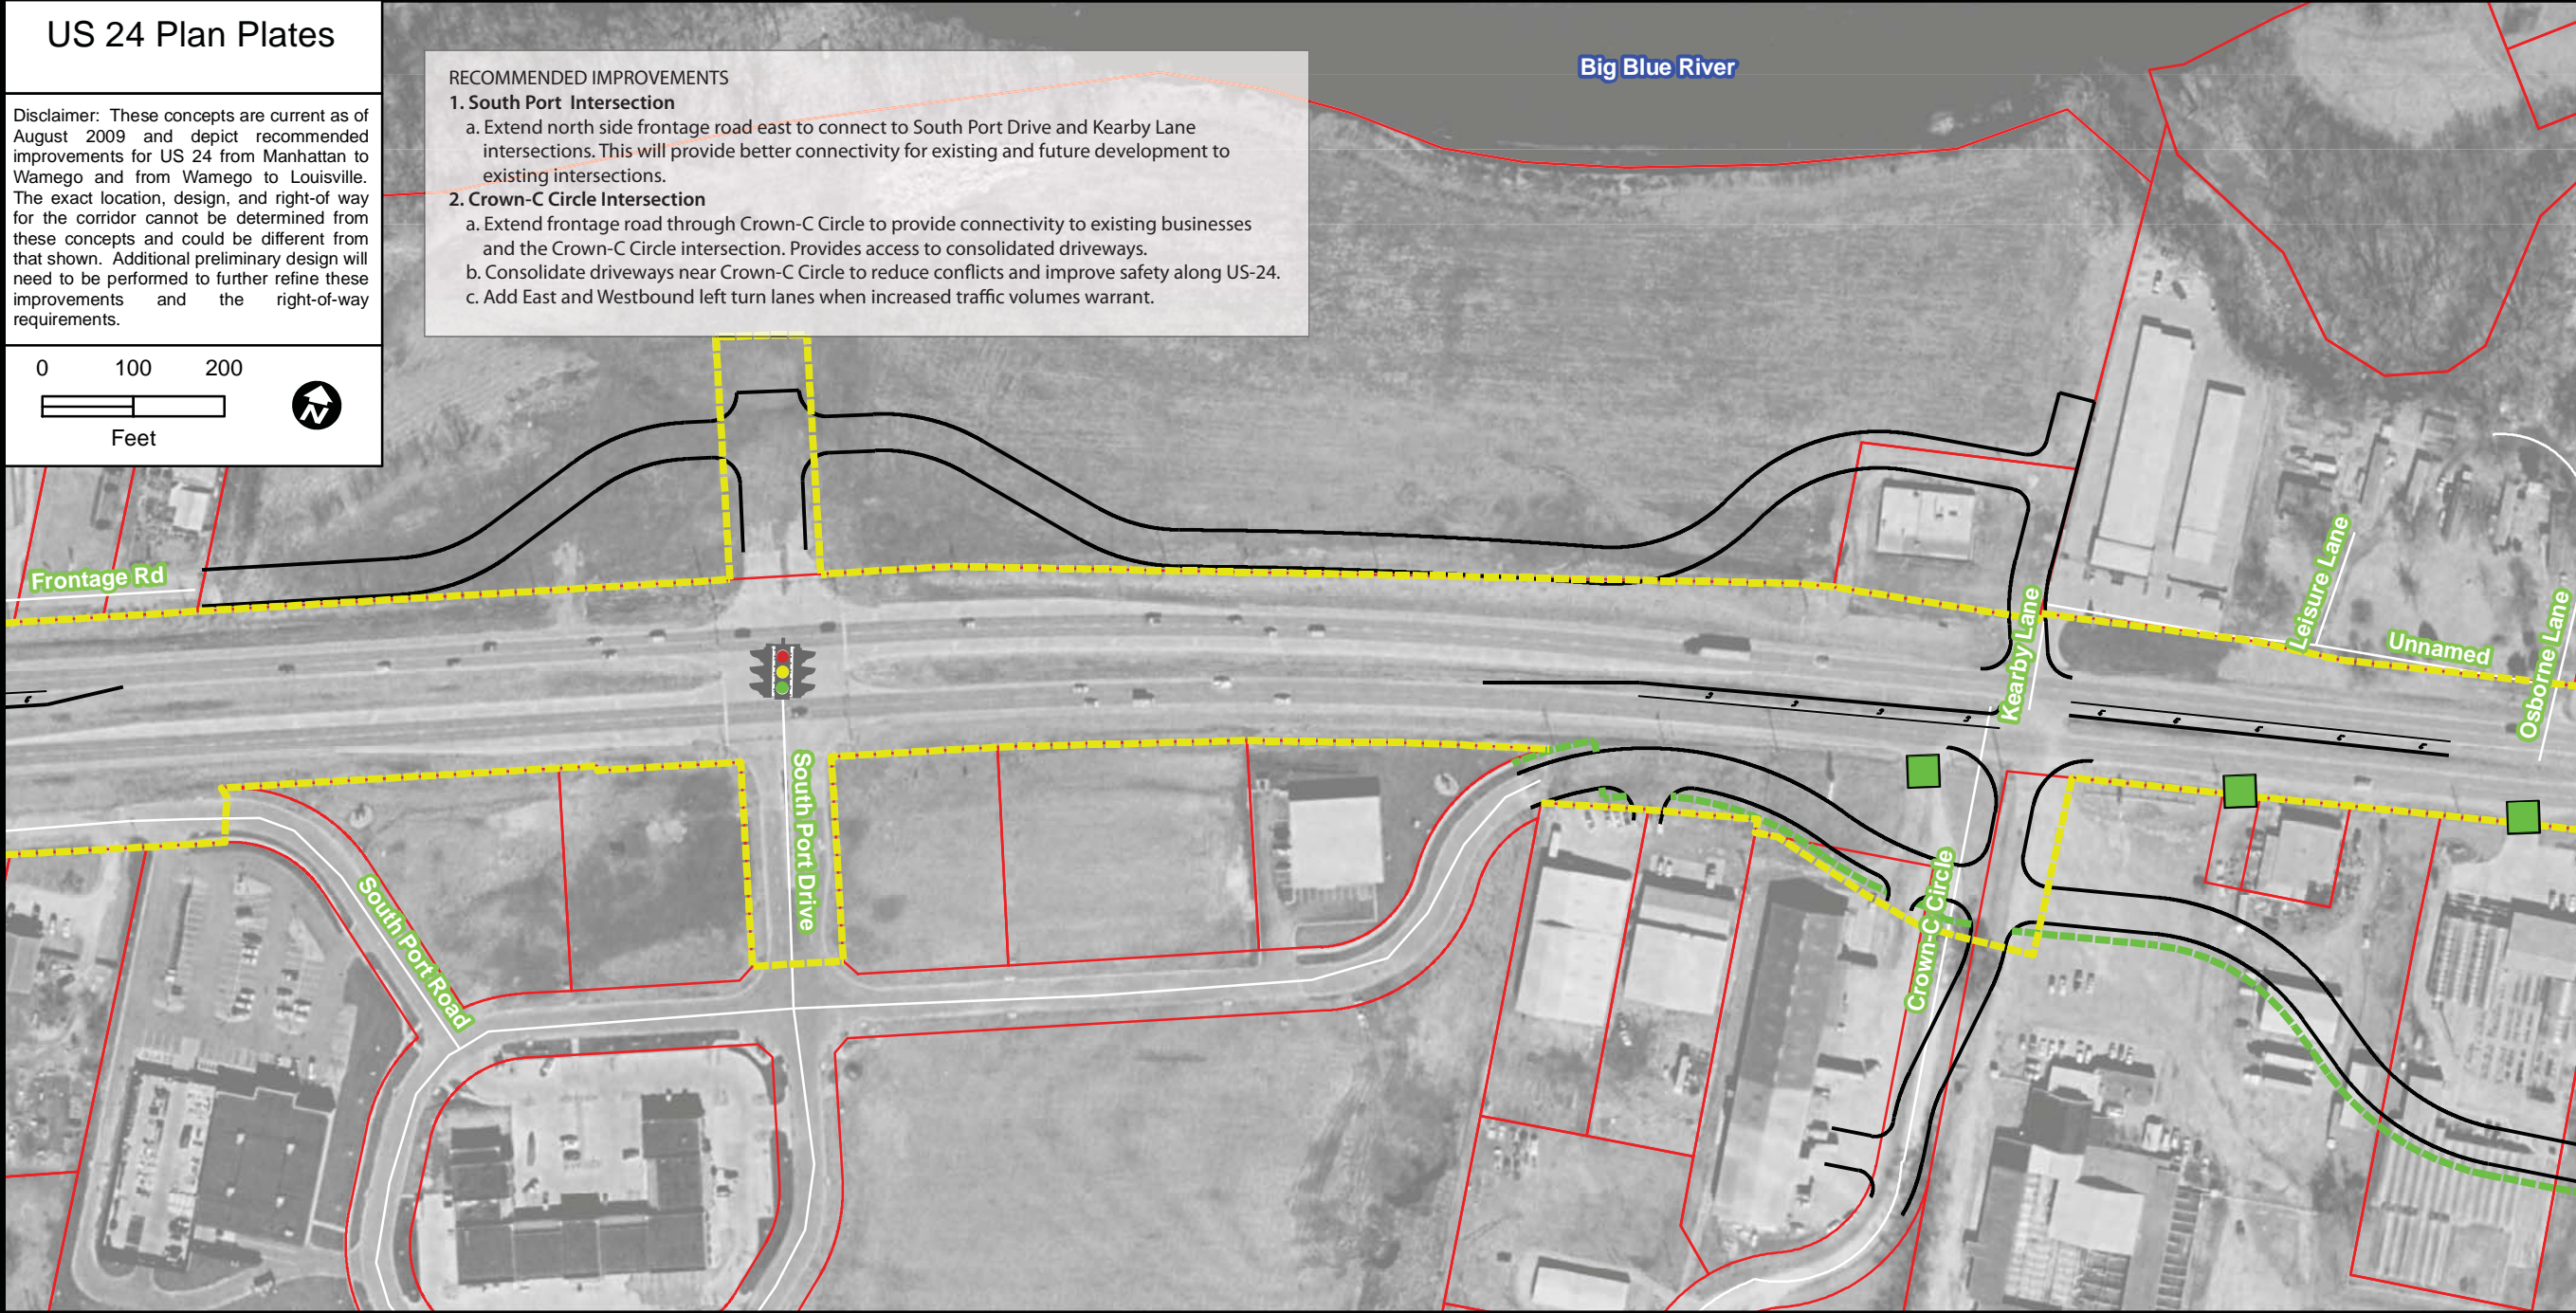 US 24 Plan Plates
Disclaimer: These concepts are current as of
August 2009 and depict recommended
improvements for US 24 from Manhattan to
Wamego and from Wamego to Louisville.
The exact location, design, and right-of way
for the corridor cannot be determined from
these concepts and could be different from
that shown. Additional preliminary design will
need to be performed to further refine these
improvements and the right-of-way
requirements.
0 100 200
Feet
N
RECOMMENDED IMPROVEMENTS
1. South Port Intersection
a. Extend north side frontage road east to connect to South Port Drive and Kearby Lane
intersections. This will provide better connectivity for existing and future development to
existing intersections.
2. Crown-C Circle Intersection
a. Extend frontage road through Crown-C Circle to provide connectivity to existing businesses
and the Crown-C Circle intersection. Provides access to consolidated driveways.
b. Consolidate driveways near Crown-C Circle to reduce conflicts and improve safety along US-24.
c. Add East and Westbound left turn lanes when increased traffic volumes warrant.
Big Blue River
Frontage Rd
Kearby Lane
Leisure Lane
Unnamed
Osborne Lane
South Port Drive
South Port Road
Crown-C Circle